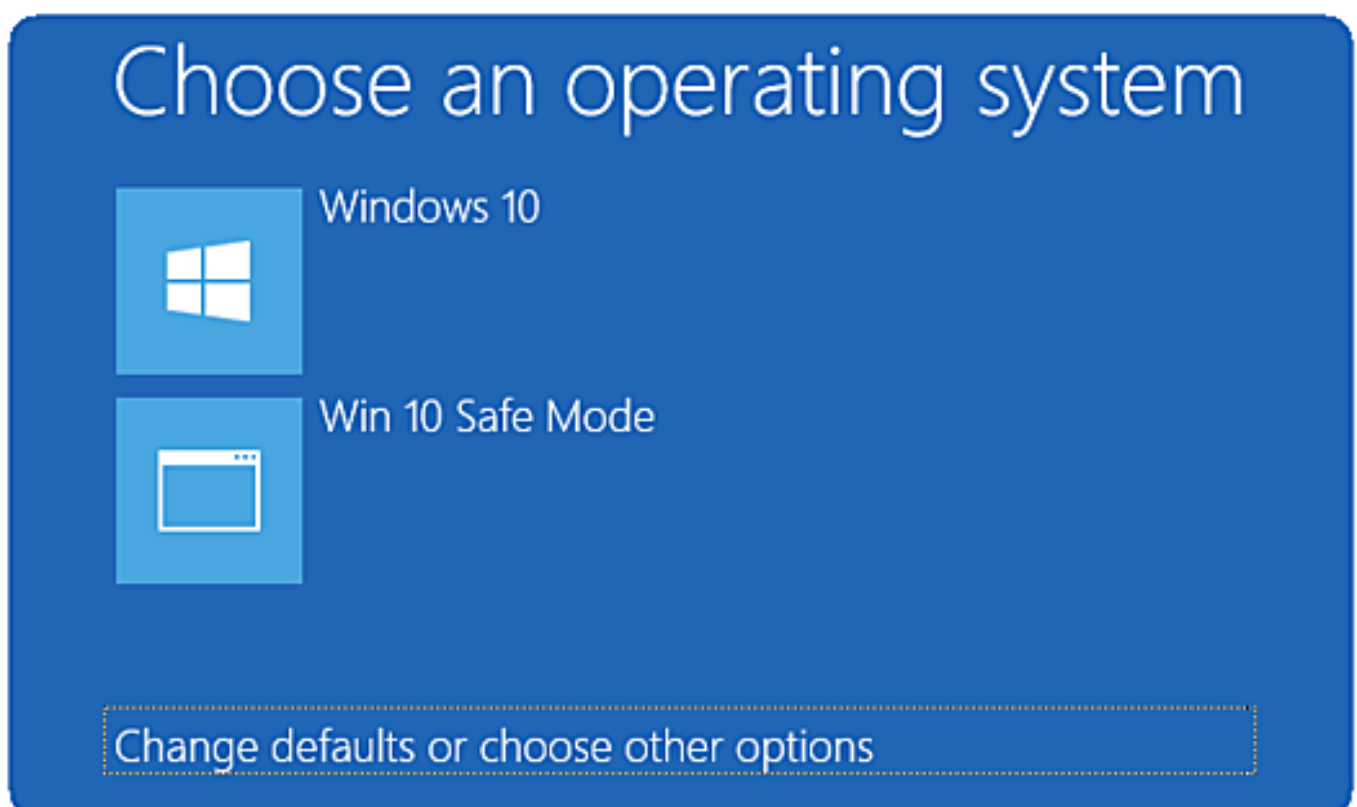 Choose an operating system
Windows 10
Win 10 Safe Mode
Change defaults or choose other options